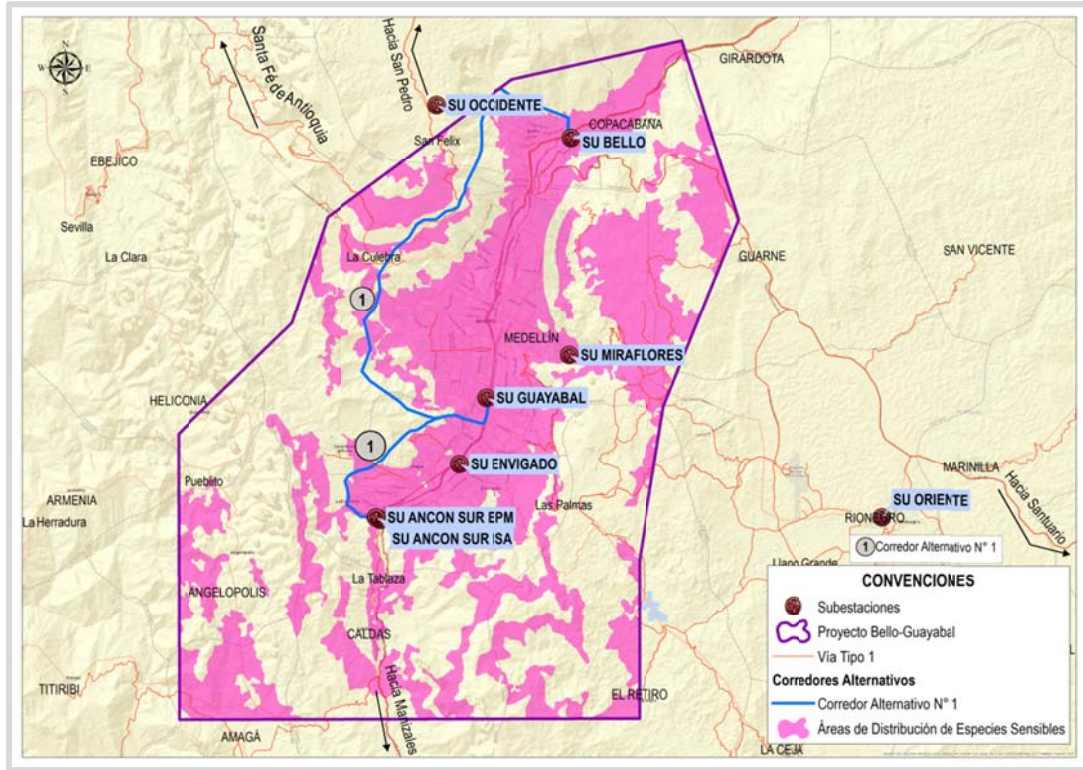 Santa Fé de Antioquia
Hacia San Pedro
GIRARDOTA
N
W E
S
SU OCCIDENTE
COPACABANA
San Felix
SU BELLO
EBEJICO
Sevilla
La Clara
La Culebra
GUARNE
SAN VICENTE
1
MEDELLÍN
SU MIRAFLORES
HELICONIA
SU GUAYABAL
1
SU ENVIGADO
MARINILLA
Pueblito
ARMENIA
La Herradura
Las Palmas
SU ORIENTE
Hacia Santuario
SU ANCON SUR EPM
SU ANCON SUR ISA
RIONEGRO
1 Corredor Alternativo N° 1
Llano Grande
La Tablaza
ANGELOPOLIS
CALDAS
CONVENCIONES
Subestaciones
Proyecto Bello-Guayabal
Vía Tipo 1
Corredores Alternativos
Corredor Alternativo N° 1
Áreas de Distribución de Especies Sensibles
Hacia Manizales
TITIRIBI
EL RETIRO
AMAGÁ
LA CEJA